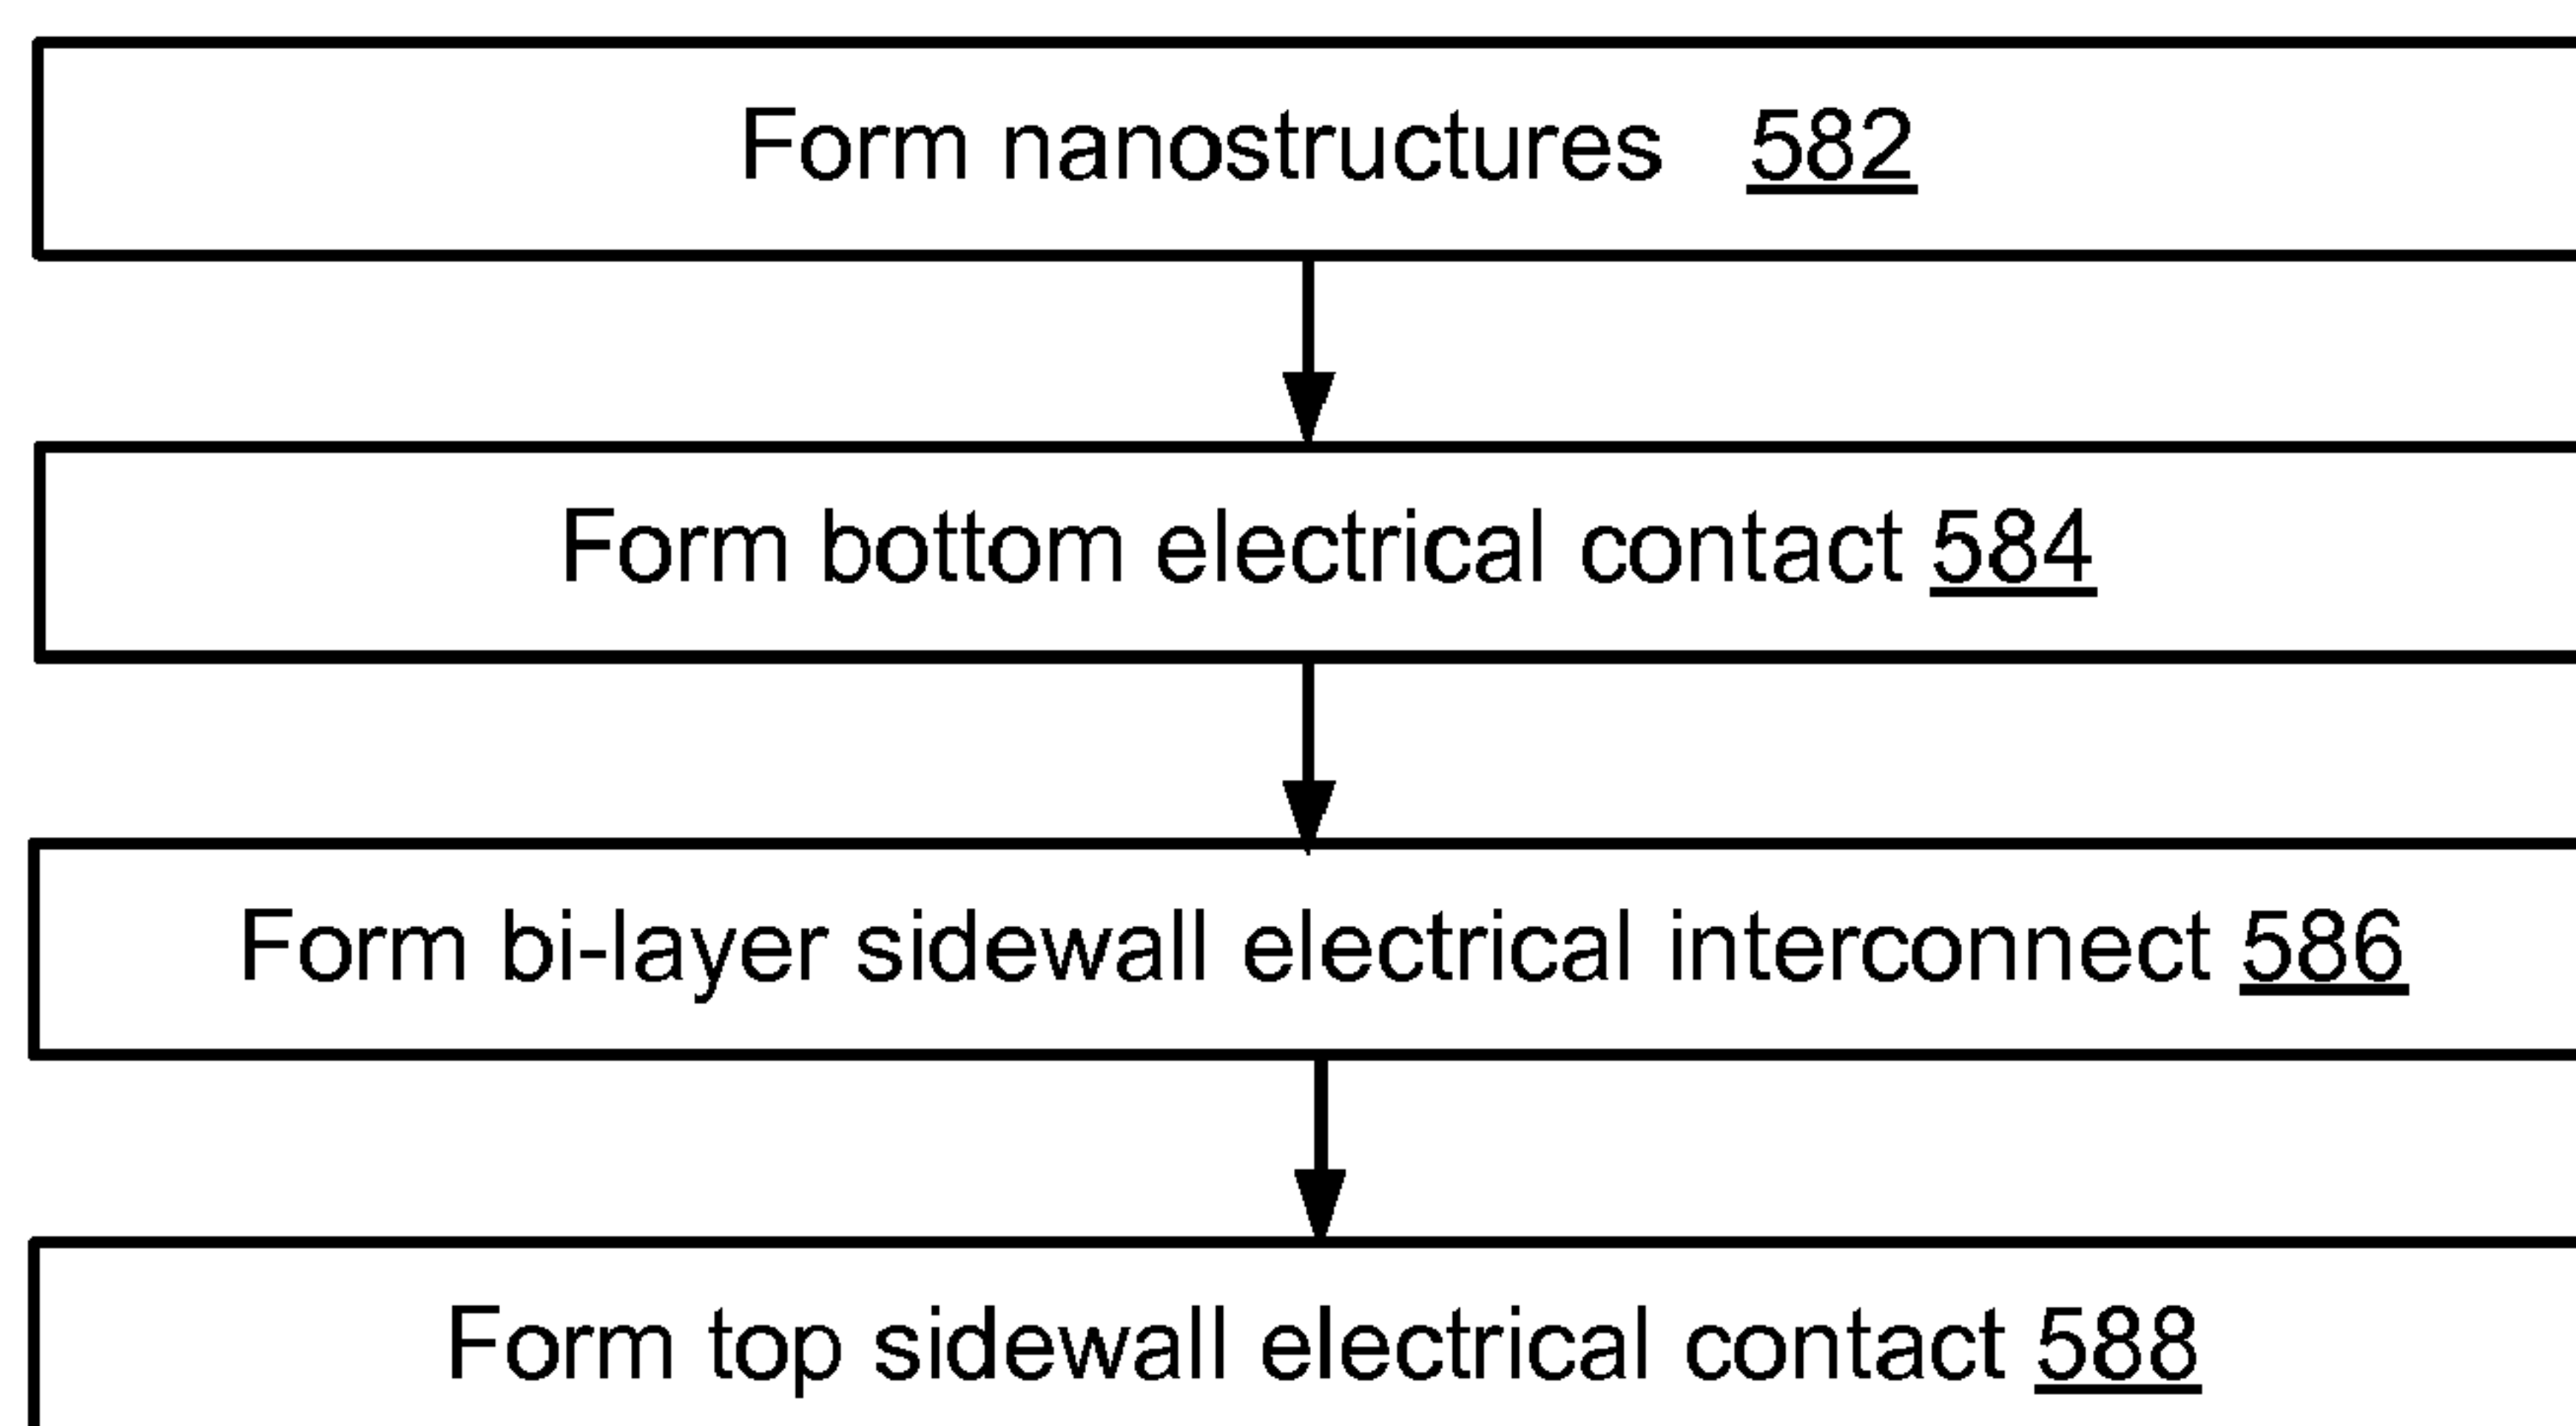 Form nanostructures 582
Form bottom electrical contact 584
Form bi-layer sidewall electrical interconnect 586
Form top sidewall electrical contact 588